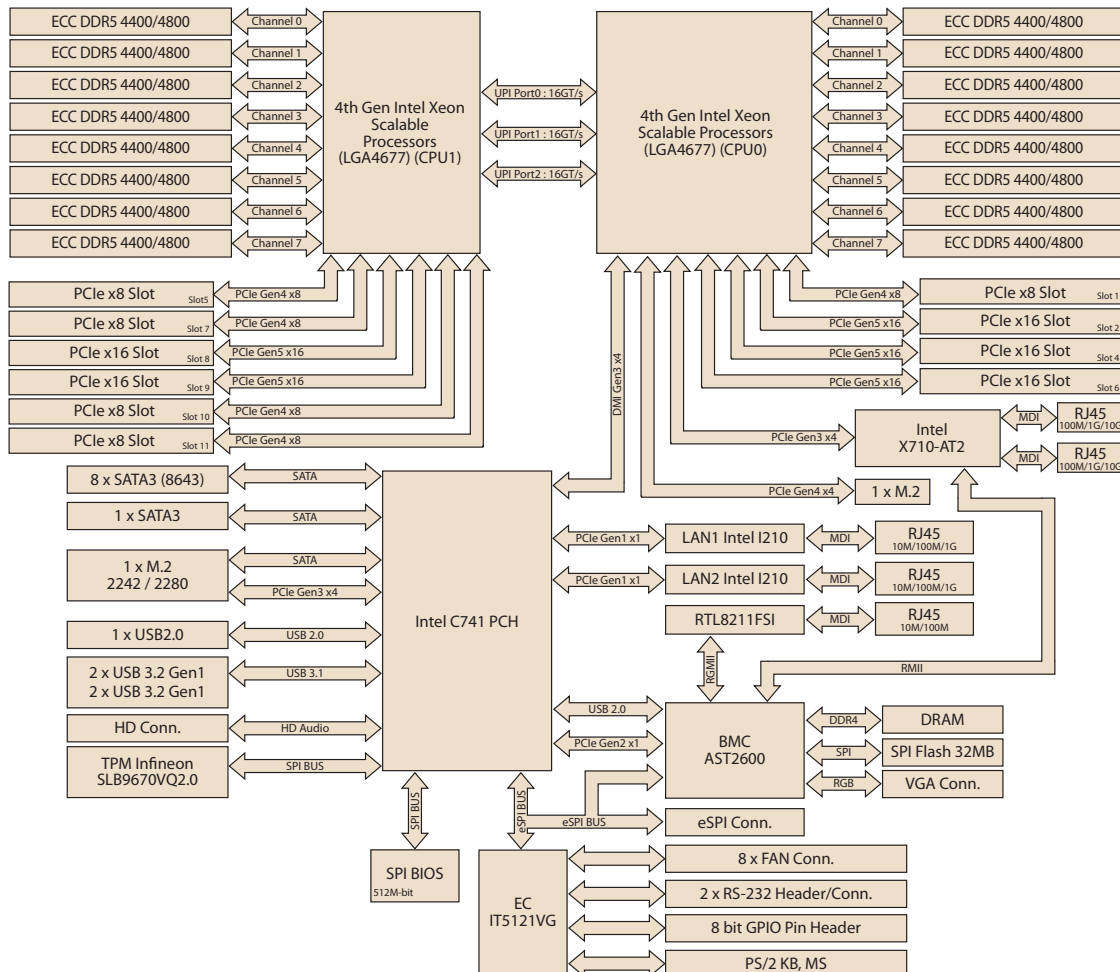 ECC DDR5 4400/4800
Channel 0
ECC DDR5 4400/4800
Channel 1
ECC DDR5 4400/4800
Channel 2
ECC DDR5 4400/4800
Channel 3
ECC DDR5 4400/4800
Channel 4
ECC DDR5 4400/4800
Channel 5
ECC DDR5 4400/4800
Channel 6
ECC DDR5 4400/4800
Channel 7
4th Gen Intel Xeon
Scalable
Processors
(LGA4677) (CPU1)
UPI Port0 : 16GT/s
UPI Port1 : 16GT/s
UPI Port2 : 16GT/s
4th Gen Intel Xeon
Scalable Processors
(LGA4677) (CPU0)
Channel 0
ECC DDR5 4400/4800
Channel 1
ECC DDR5 4400/4800
Channel 2
ECC DDR5 4400/4800
Channel 3
ECC DDR5 4400/4800
Channel 4
ECC DDR5 4400/4800
Channel 5
ECC DDR5 4400/4800
Channel 6
ECC DDR5 4400/4800
Channel 7
ECC DDR5 4400/4800
PCIe x8 Slot Slot5
PCIe Gen4 x8
PCIe x8 Slot Slot 7
PCIe Gen4 x8
PCIe x16 Slot Slot 8
PCIe Gen5 x16
PCIe x16 Slot Slot 9
PCIe Gen5 x16
PCIe x8 Slot Slot 10
PCIe Gen4 x8
PCIe x8 Slot Slot 11
PCIe Gen4 x8
DMI Gen3 x4
PCIe Gen4 x8
PCIe x8 Slot Slot 1
PCIe Gen5 x16
PCIe x16 Slot Slot 2
PCIe Gen5 x16
PCIe x16 Slot Slot 4
PCIe Gen5 x16
PCIe x16 Slot Slot 6
PCIe Gen3 x4
Intel
X710-AT2
MDI
RJ45
100M/1G/10G
MDI
RJ45
100M/1G/10G
PCIe Gen4 x4
1 x M.2
8 x SATA3 (8643)
SATA
1 x SATA3
SATA
1 x M.2
2242 / 2280
SATA
PCIe Gen3 x4
1 x USB2.0
USB 2.0
2 x USB 3.2 Gen1
2 x USB 3.2 Gen1
USB 3.1
HD Conn.
HD Audio
TPM Infineon
SLB9670VQ2.0
SPI BUS
Intel C741 PCH
PCIe Gen1 x1
LAN1 Intel I210
MDI
RJ45
10M/100M/1G
PCIe Gen1 x1
LAN2 Intel I210
MDI
RJ45
10M/100M/1G
RTL8211FSI
MDI
RJ45
10M/100M
RGMII
RMII
USB 2.0
PCIe Gen2 x1
BMC
AST2600
DDR4
DRAM
SPI
SPI Flash 32MB
RGB
VGA Conn.
SPI BUS
eSPI BUS
eSPI BUS
eSPI Conn.
SPI BIOS
512M-bit
EC
IT5121VG
8 x FAN Conn.
2 x RS-232 Header/Conn.
8 bit GPIO Pin Header
PS/2 KB, MS